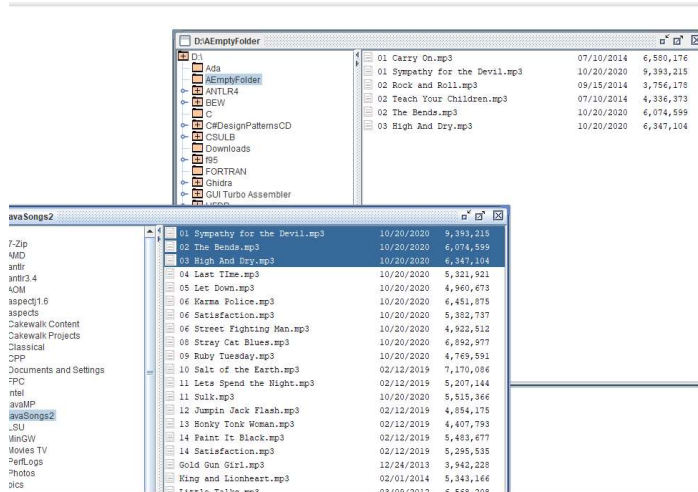 D:\AEmptyFolder
D:\
Ada
AEmptyFolder
ANTLR4
BEW
C
C#DesignPatternsCD
CSULB
Downloads
f95
FORTRAN
Ghidra
GUI Turbo Assembler
01 Carry On.mp3 07/10/2014 6,580,176
01 Sympathy for the Devil.mp3 10/20/2020 9,393,215
02 Rock and Roll.mp3 09/15/2014 3,756,178
02 Teach Your Children.mp3 07/10/2014 4,336,373
02 The Bends.mp3 10/20/2020 6,074,599
03 High And Dry.mp3 10/20/2020 6,347,104
avaSongs2
7-Zip
AMD
antlr
antlr3.4
AOM
aspectj1.6
aspects
Cakewalk Content
Cakewalk Projects
Classical
CPP
Documents and Settings
FPC
ntel
avaMP
avaSongs2
LSU
MinGW
Movies TV
PerfLogs
Photos
pics
01 Sympathy for the Devil.mp3 10/20/2020 9,393,215
02 The Bends.mp3 10/20/2020 6,074,599
03 High And Dry.mp3 10/20/2020 6,347,104
04 Last TIme.mp3 10/20/2020 5,321,921
05 Let Down.mp3 10/20/2020 4,960,673
06 Karma Police.mp3 10/20/2020 6,451,875
06 Satisfaction.mp3 10/20/2020 5,382,737
06 Street Fighting Man.mp3 10/20/2020 4,922,512
08 Stray Cat Blues.mp3 10/20/2020 6,892,977
09 Ruby Tuesday.mp3 10/20/2020 4,769,591
10 Salt of the Earth.mp3 02/12/2019 7,170,086
11 Lets Spend the Night.mp3 02/12/2019 5,207,144
11 Sulk.mp3 10/20/2020 5,515,366
12 Jumpin Jack Flash.mp3 02/12/2019 4,854,175
13 Honky Tonk Woman.mp3 02/12/2019 4,407,793
14 Paint It Black.mp3 02/12/2019 5,483,677
14 Satisfaction.mp3 02/12/2019 5,295,535
Gold Gun Girl.mp3 12/24/2013 3,942,228
King and Lionheart.mp3 02/01/2014 5,343,166
Little Talks.mp3 03/09/2012